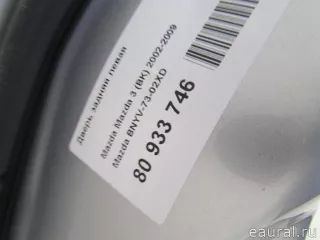 Дверь задняя левая
Mazda Mazda 3 (BK) 2002-2009
Mazda BNYV-73-02XD
80 933 746
eaural.ru